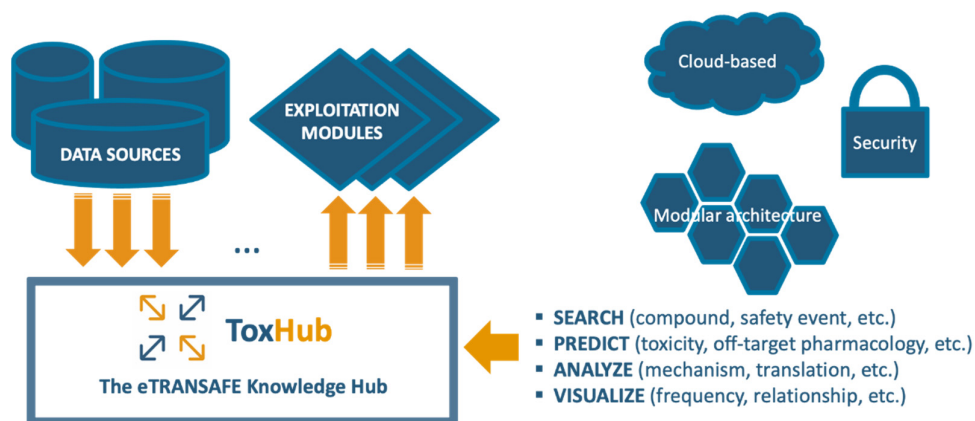 DATA SOURCES
EXPLOITATION
MODULES
...
ToxHub
The eTRANSAFE Knowledge Hub
Cloud-based
Security
Modular architecture
▪ SEARCH (compound, safety event, etc.)
▪ PREDICT (toxicity, off-target pharmacology, etc.)
▪ ANALYZE (mechanism, translation, etc.)
▪ VISUALIZE (frequency, relationship, etc.)